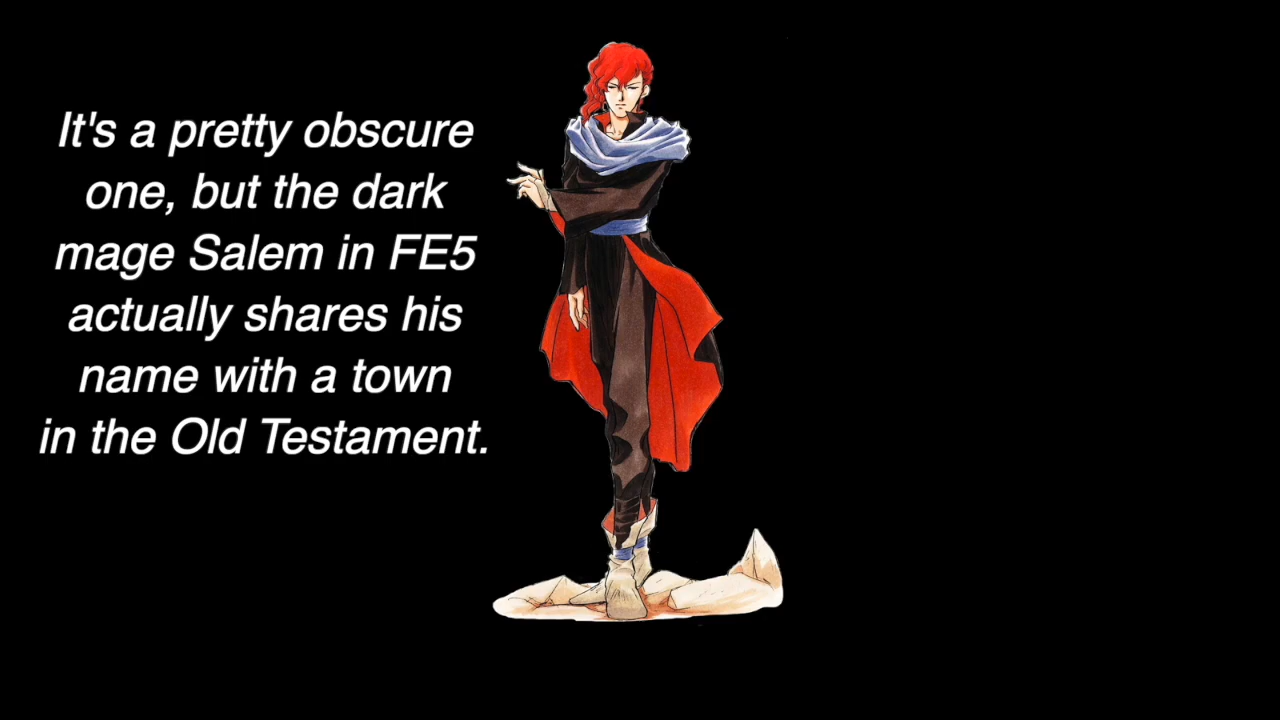 It's a pretty obscure
one, but the dark
mage Salem in FE5
actually shares his
name with a town
in the Old Testament.